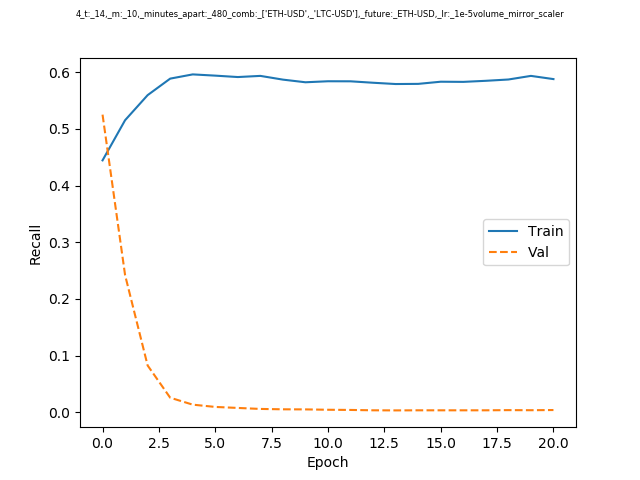 4_t:_14,_m:_10,_minutes_apart:_480_comb:_['ETH-USD',_'LTC-USD'],_future:_ETH-USD,_lr:_1e-5volume_mirror_scaler
0.6
0.5
0.4
0.3
0.2
0.1
0.0
Recall
Train
Val
0.0 2.5 5.0 7.5 10.0 12.5 15.0 17.5 20.0
Epoch